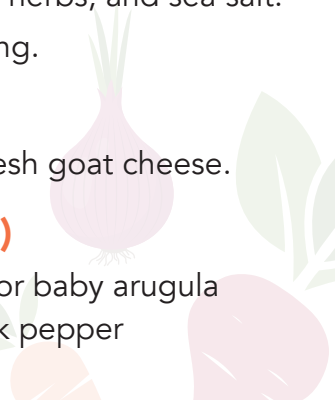 herbs, and sea salt.
ng.
esh goat cheese.
)
or baby arugula
k pepper